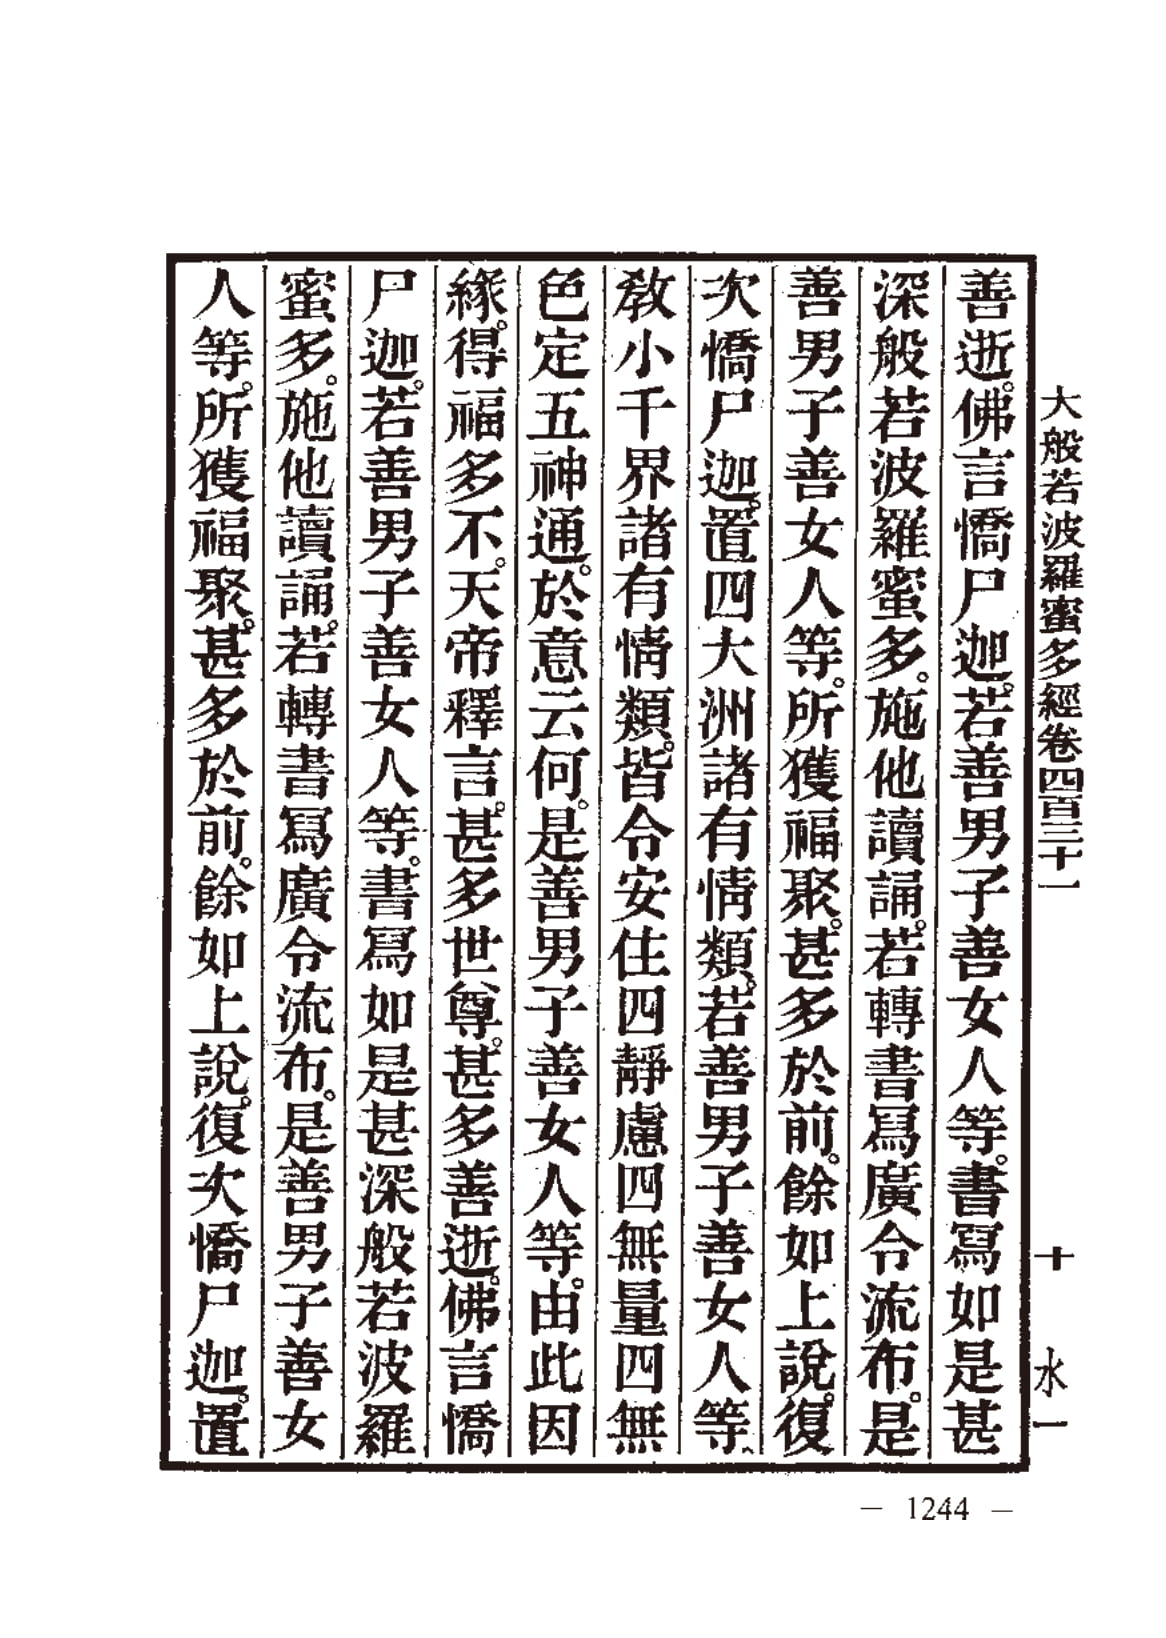 大般若波羅蜜多經卷四百三十一 十 水一
善逝。佛言憍尸迦。若善男子善女人等。書寫如是甚
深般若波羅蜜多。施他讀誦。若轉書寫廣令流布。是
善男子善女人等。所獲福聚。甚多於前。餘如上說。復
次憍尸迦。置四大洲諸有情類。若善男子善女人等、
教小千界諸有情類。皆令安住四靜慮四無量四無
色定五神通。於意云何。是善男子善女人等。由此因
緣。得福多不。天帝釋言。甚多世尊。甚多善逝。佛言憍
尸迦。若善男子善女人等。書寫如是甚深般若波羅
蜜多。施他讀誦。若轉書寫廣令流布。是善男子善女
人等。所獲福聚。甚多於前。餘如上說。復次憍尸迦。置
— 1244 —